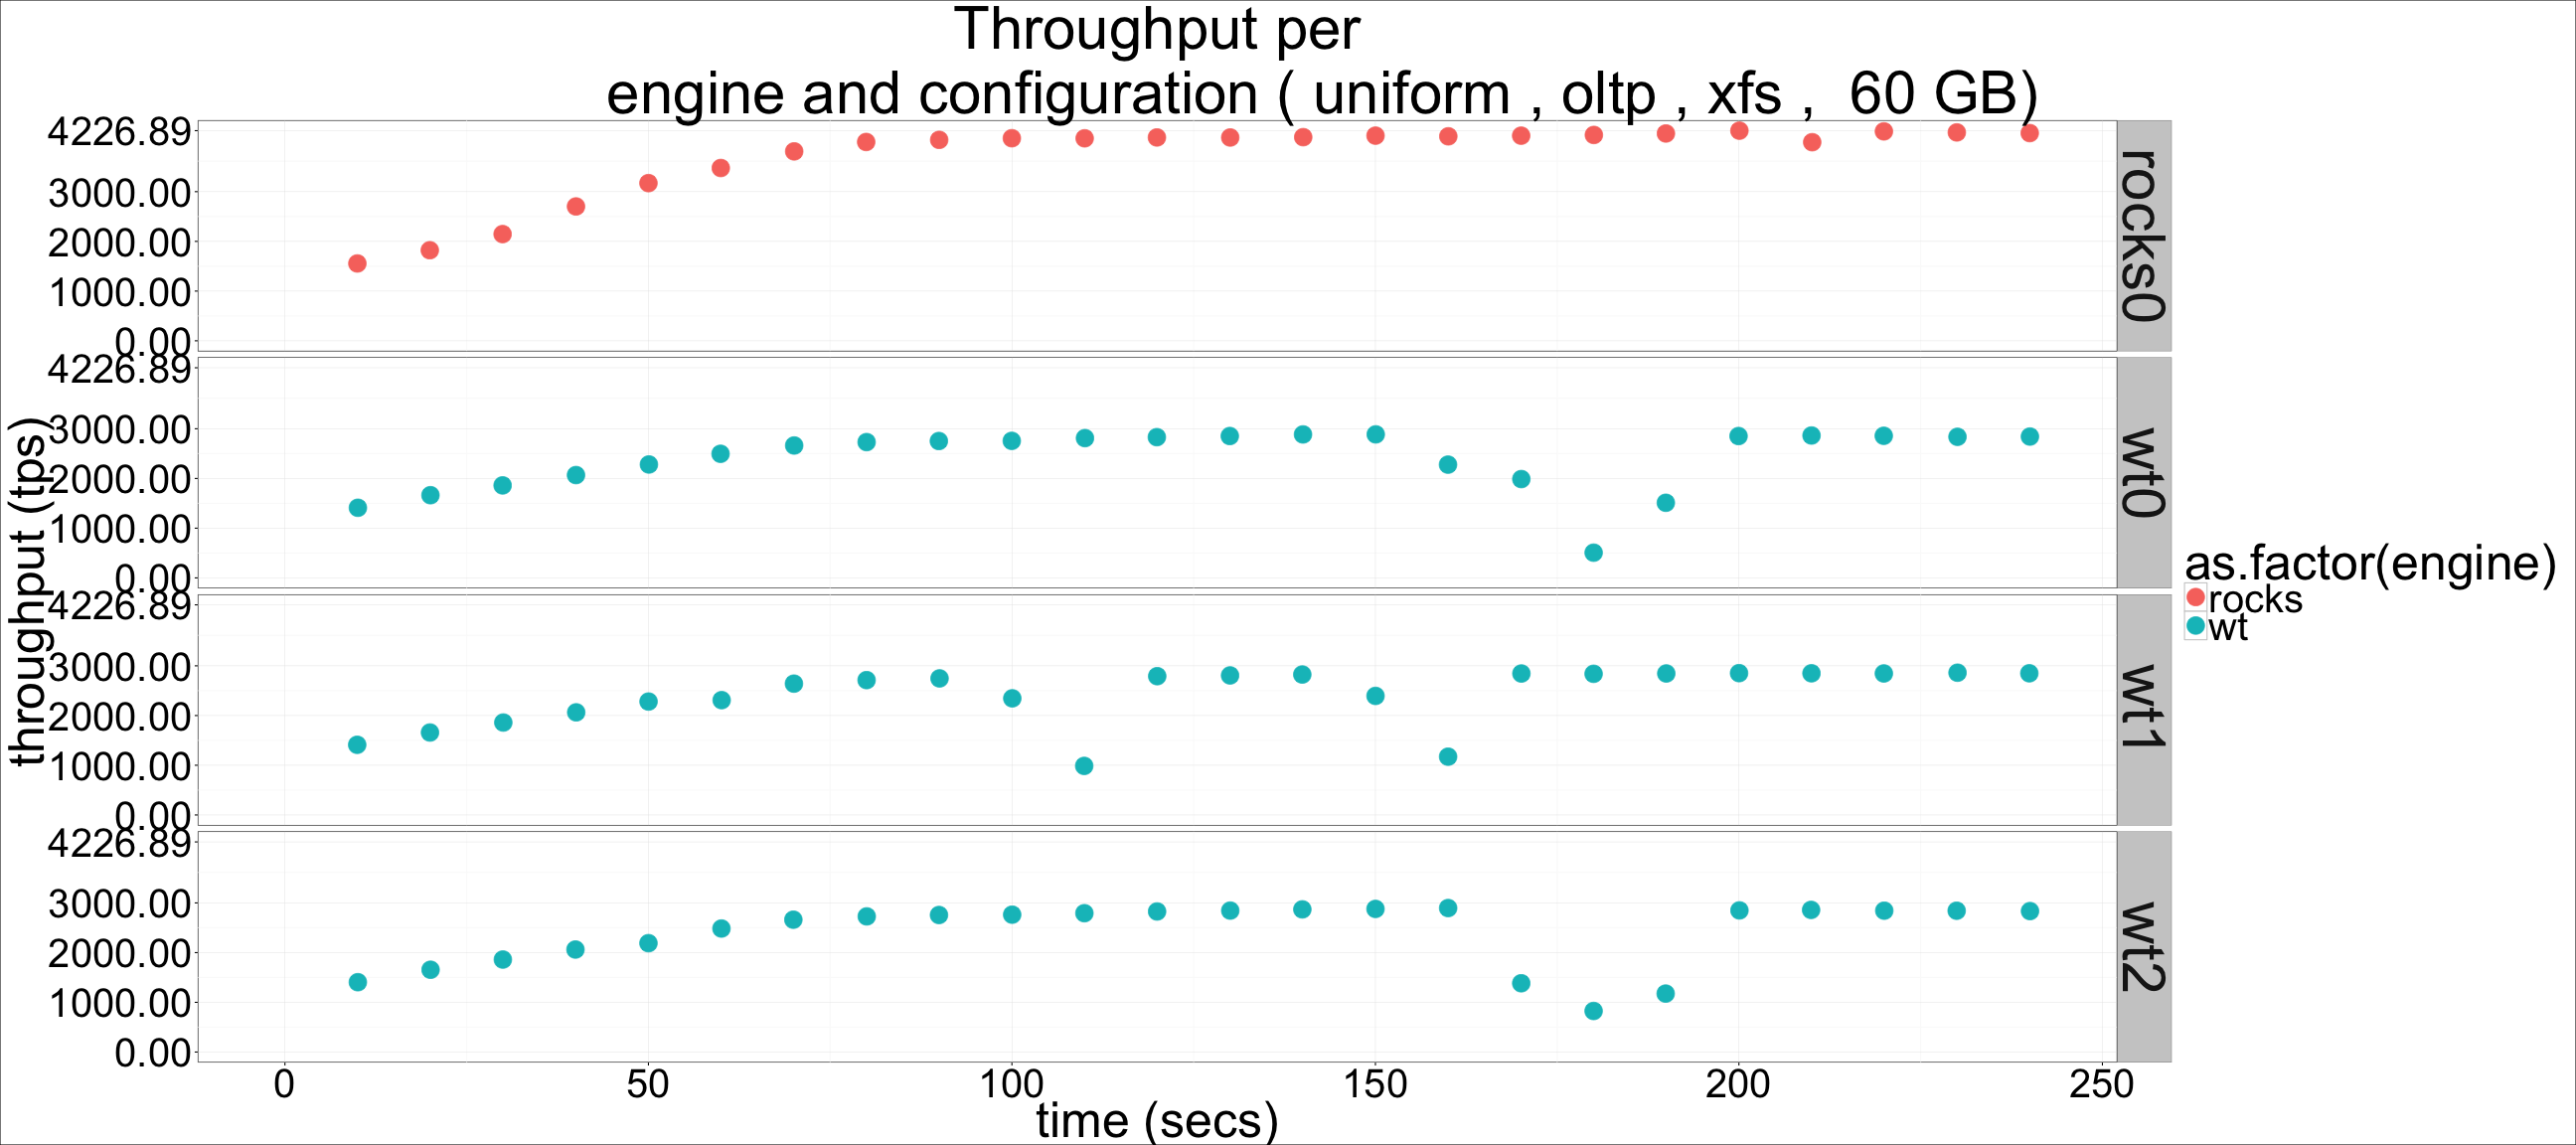 Throughput per
engine and configuration ( uniform , oltp , xfs ,  60 GB)
throughput (tps)
4226.89
3000.00
2000.00
1000.00
0.00
rocks0
4226.89
3000.00
2000.00
1000.00
0.00
wt0
4226.89
3000.00
2000.00
1000.00
0.00
wt1
4226.89
3000.00
2000.00
1000.00
0.00
wt2
0 50 100 150 200 250
time (secs)
as.factor(engine)
rocks
wt